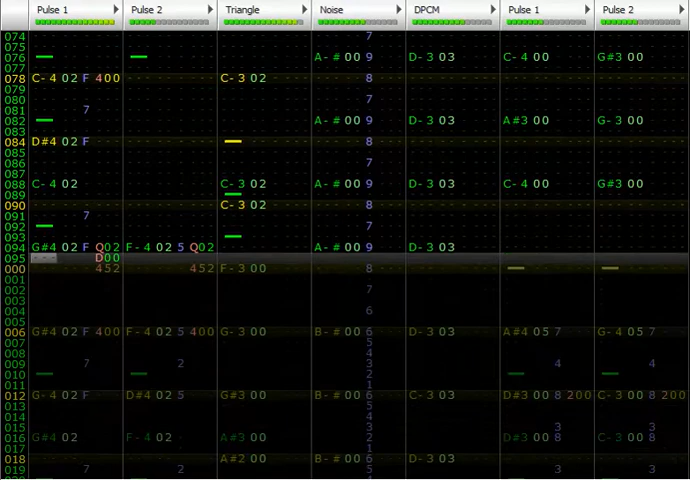 Pulse 1 Pulse 2 Triangle Noise DPCM Pulse 1 Pulse 2
074 7
075
076 A-# 00 9 D-3 03 C-4 00 G#3 00
077
078 C-4 02 F 400 C-3 02 8
079
080 7
081 7
082 A-# 00 9 D-3 03 A#3 00 G-3 00
083
084 D#4 02 F 8
085
086 7
087
088 C-4 02 C-3 02 A-# 00 9 D-3 03 C-4 00 G#3 00
089
090 C-3 02 8
091 7
092 7
093
094 G#4 02 F Q02 F-4 02 5 Q02 A-# 00 9 D-3 03
095 --- D00
000 452 452 F-3 00 8
001
002 7
003
004 6
005
006 G#4 02 F 400 F-4 02 5 400 G-3 00 B-# 00 6 D-3 03 A#4 05 7 G-4 05 7
007 5
008 4
009 7 2 3 4 4
010 2
011 1
012 G-4 02 F D#4 02 5 G#3 00 B-# 00 6 C-3 03 D#3 00 8 200 C-3 00 8 200
013 5
014 4
015 3 3 3
016 G#4 02 F-4 02 A#3 00 2 D#3 00 8 C-3 00 8
017 1
018 A#2 00 B-# 00 6 D-3 03
019 7 2 5 3 3